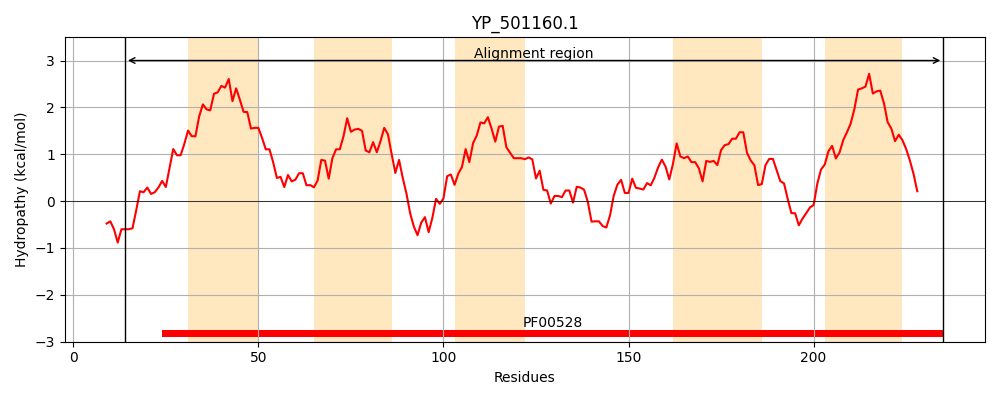 YP_501160.1
Alignment region
Hydropathy (kcal/mol)
3
2
1
0
−1
−2
−3
PF00528
0 50 100 150 200
Residues